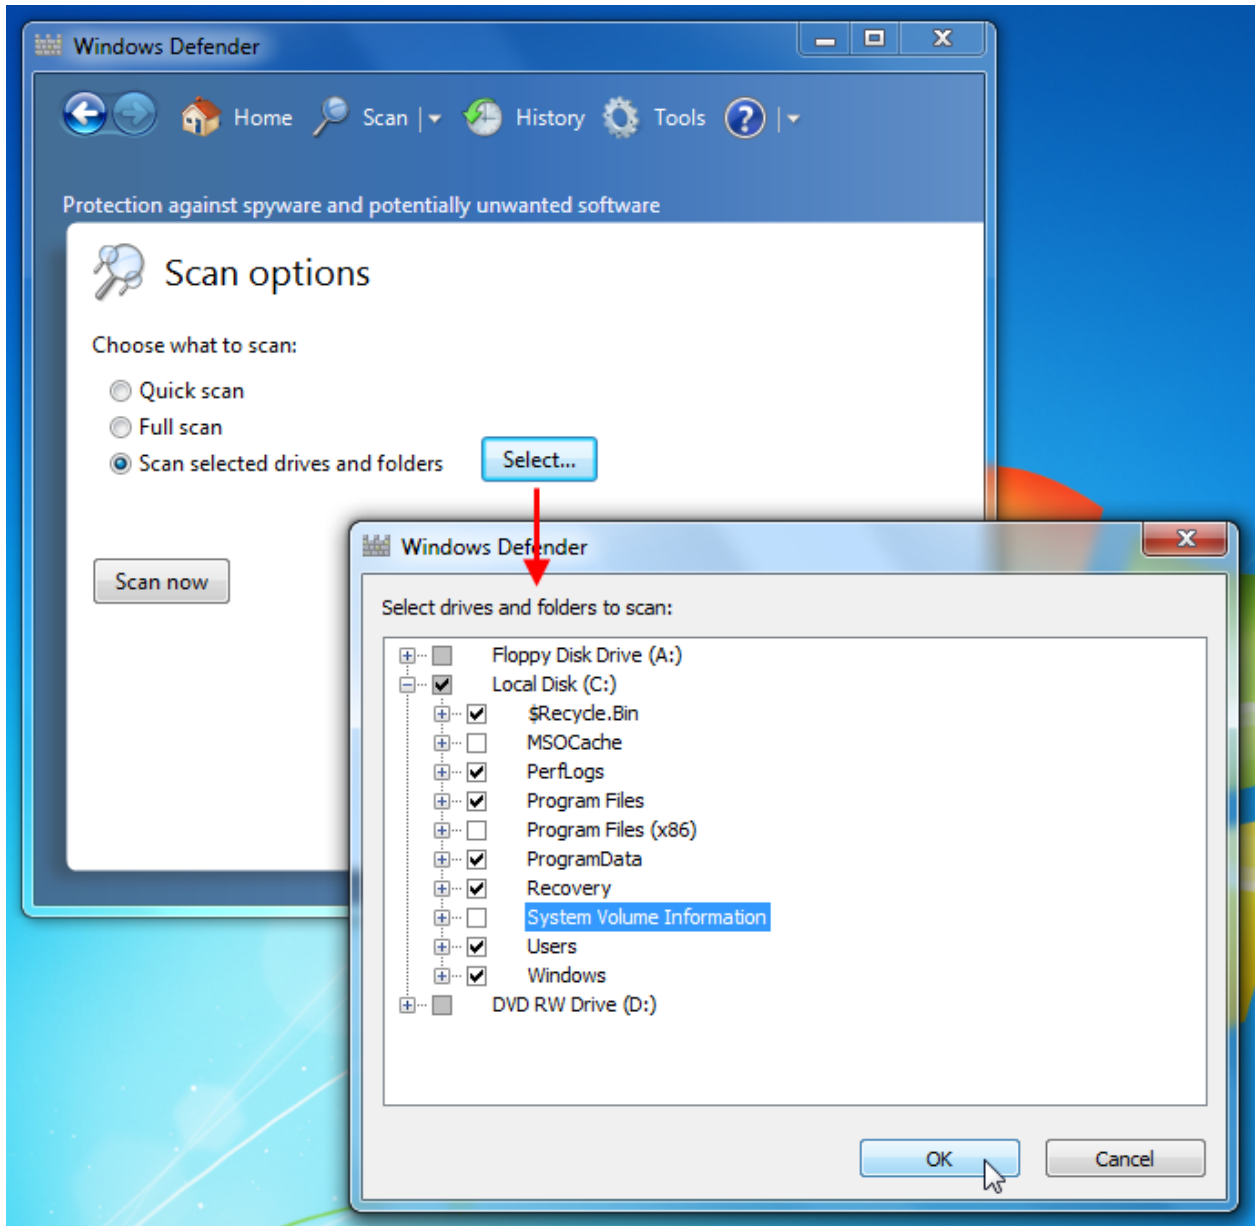 Windows Defender
Home Scan History Tools
Protection against spyware and potentially unwanted software
Scan options
Choose what to scan:
Quick scan
Full scan
Scan selected drives and folders Select...
Scan now
Windows Defender
Select drives and folders to scan:
Floppy Disk Drive (A:)
Local Disk (C:)
$Recycle.Bin
MSOCache
PerfLogs
Program Files
Program Files (x86)
ProgramData
Recovery
System Volume Information
Users
Windows
DVD RW Drive (D:)
OK Cancel